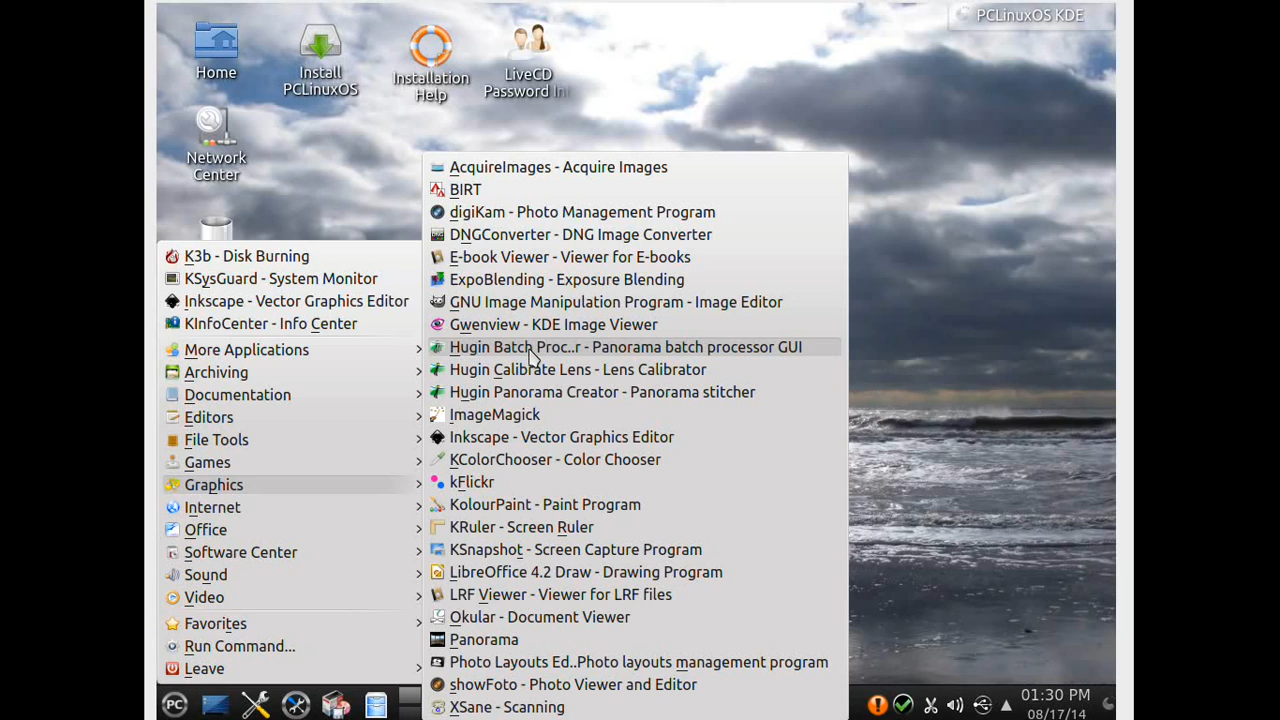 PCLinuxOS KDE
Home
Install
PCLinuxOS
Installation
Help
LiveCD
Password
Network
Center
K3b - Disk Burning
KSysGuard - System Monitor
Inkscape - Vector Graphics Editor
KInfoCenter - Info Center
More Applications
Archiving
Documentation
Editors
File Tools
Games
Graphics
Internet
Office
Software Center
Sound
Video
Favorites
Run Command...
Leave
AcquireImages - Acquire Images
BIRT
digiKam - Photo Management Program
DNGConverter - DNG Image Converter
E-book Viewer - Viewer for E-books
ExpoBlending - Exposure Blending
GNU Image Manipulation Program - Image Editor
Gwenview - KDE Image Viewer
Hugin Batch Proc..r - Panorama batch processor GUI
Hugin Calibrate Lens - Lens Calibrator
Hugin Panorama Creator - Panorama stitcher
ImageMagick
Inkscape - Vector Graphics Editor
KColorChooser - Color Chooser
kFlickr
KolourPaint - Paint Program
KRuler - Screen Ruler
KSnapshot - Screen Capture Program
LibreOffice 4.2 Draw - Drawing Program
LRF Viewer - Viewer for LRF files
Okular - Document Viewer
Panorama
Photo Layouts Ed..Photo layouts management program
showFoto - Photo Viewer and Editor
XSane - Scanning
PC
01:30 PM
08/17/14